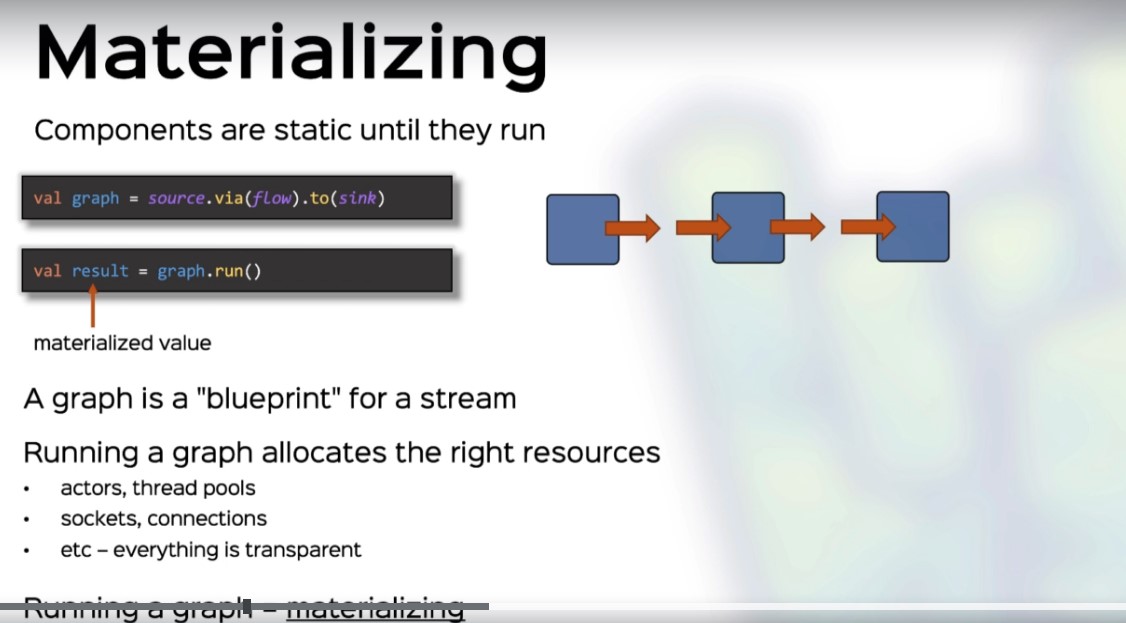 Materializing
Components are static until they run
val graph = source.via(flow).to(sink)
val result = graph.run()
materialized value
A graph is a "blueprint" for a stream
Running a graph allocates the right resources
• actors, thread pools
• sockets, connections
• etc – everything is transparent
Running a graph = materializing